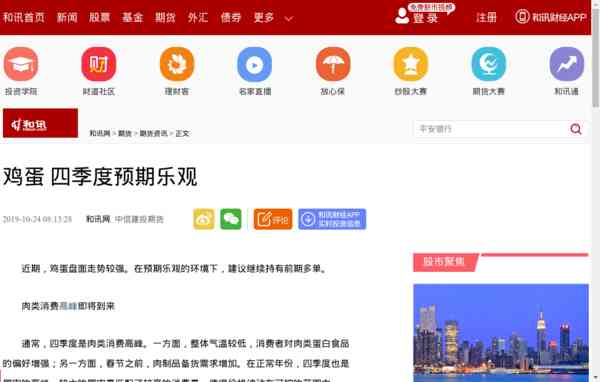 和讯首页 新闻 股票 基金 期货 外汇 债券 更多 登录 注册 和讯财经APP
投资学院 财道社区 理财客 名家直播 放心保 炒股大赛 期货大赛 和讯通
和讯
和讯网 > 期货 > 期货资讯 > 正文
平安银行
鸡蛋 四季度预期乐观
2019-10-24 08:13:28 和讯网 中信建投期货
评论
和讯财经APP
实时投资信息
近期，鸡蛋盘面走势较强。在预期乐观的环境下，建议继续持有前期多单。
股市聚焦
肉类消费高峰即将到来
通常，四季度是肉类消费高峰。一方面，整体气温较低，消费者对肉类蛋白食品
的偏好增强；另一方面，春节之前，肉制品备货需求增加。在正常年份，四季度也是